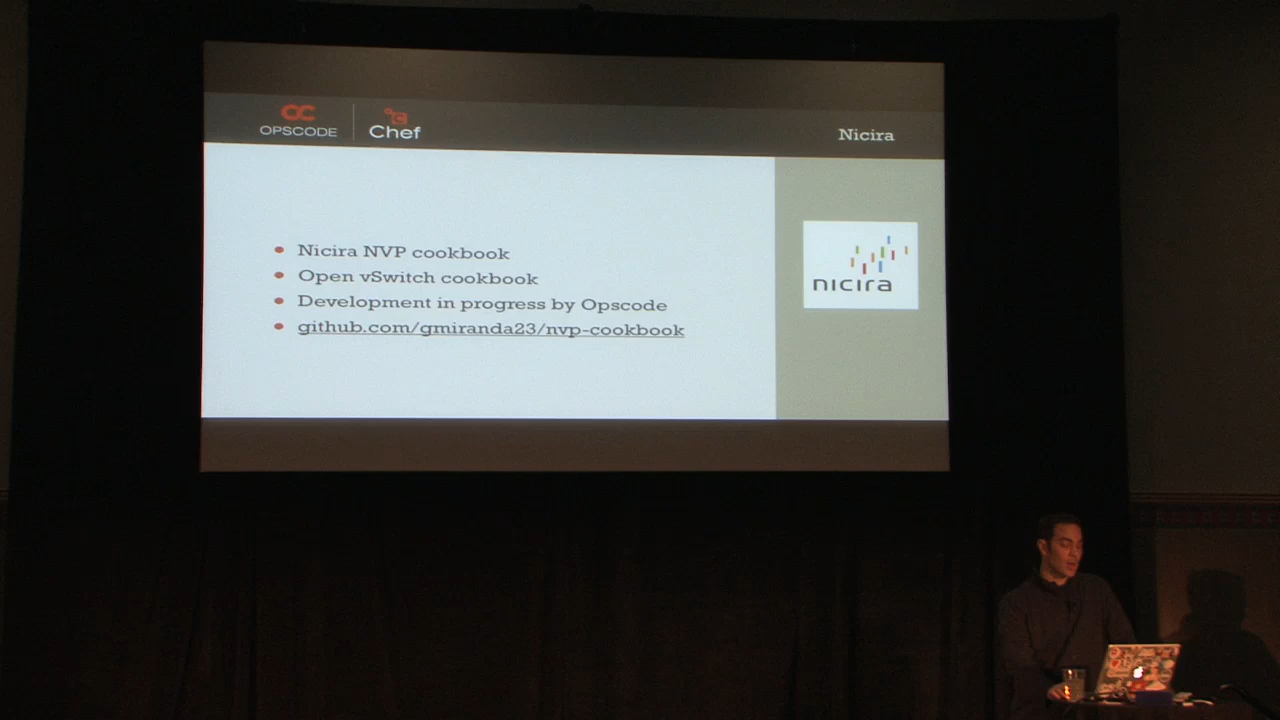 OPSCODE
Chef
Nicira
Nicira NVP cookbook
Open vSwitch cookbook
Development in progress by Opscode
github.com/gmiranda23/nvp-cookbook
nicira